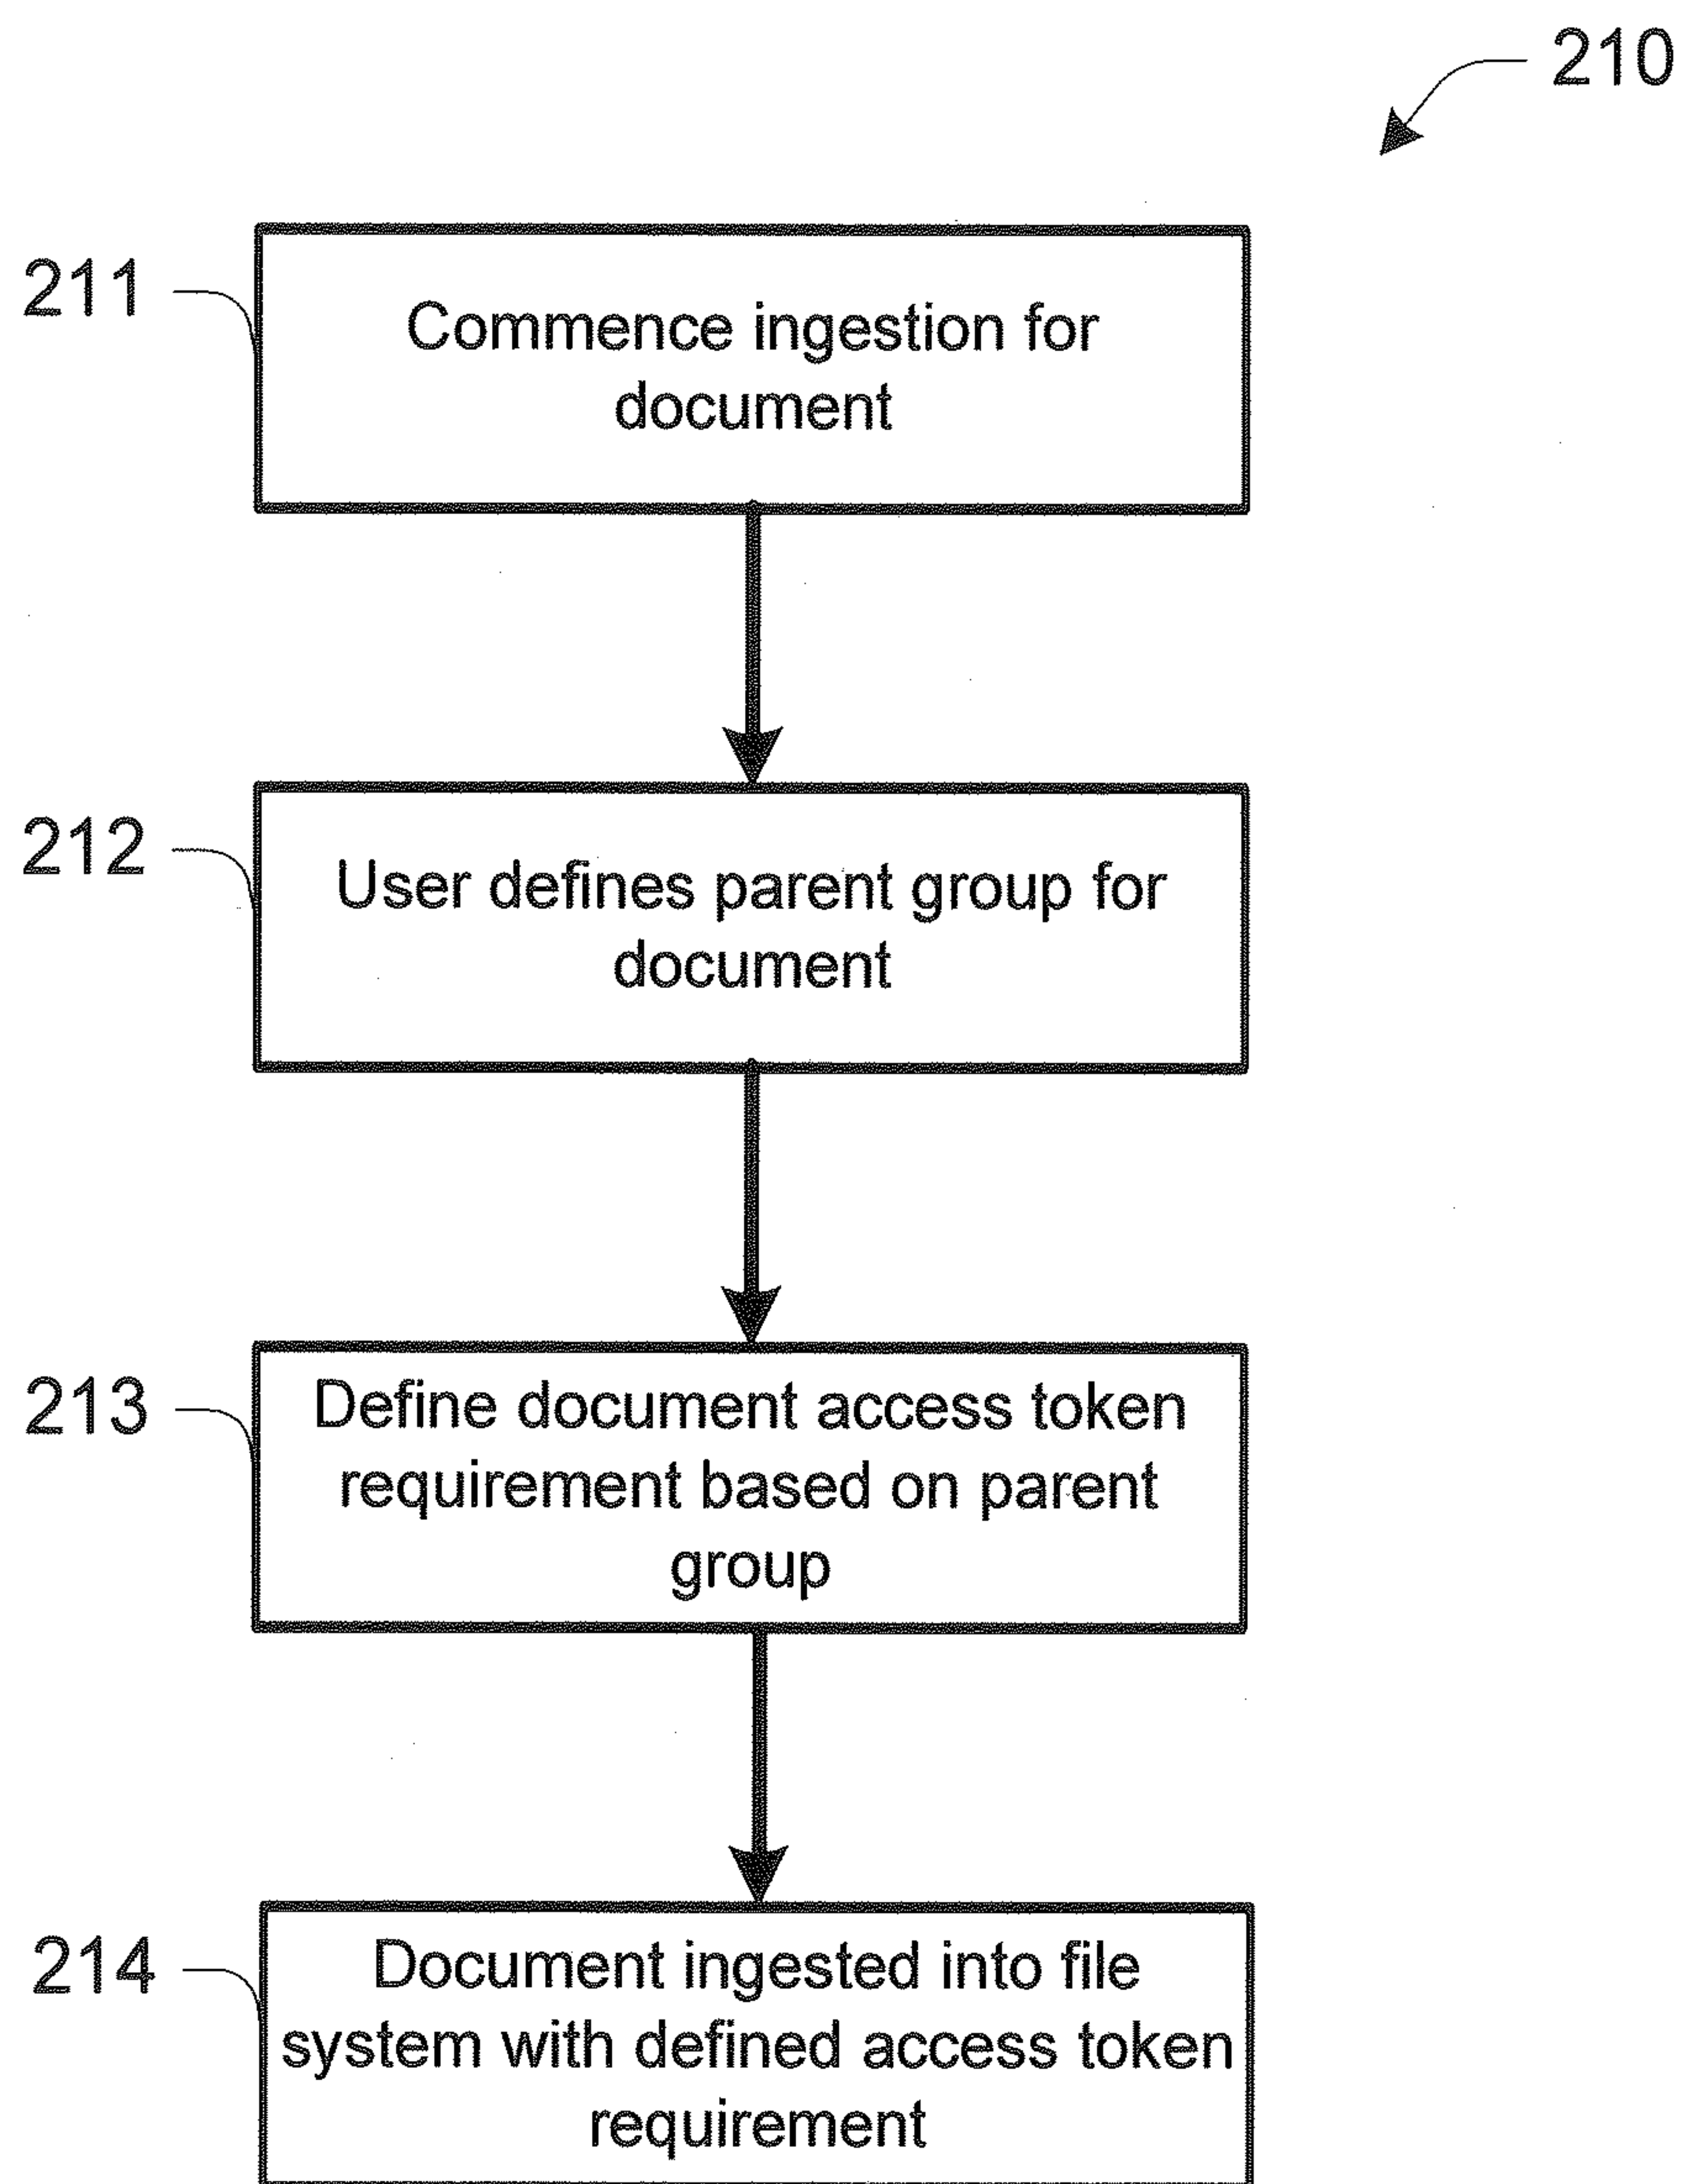 210
211
Commence ingestion for
document
212
User defines parent group for
document
213
Define document access token
requirement based on parent
group
214
Document ingested into file
system with defined access token
requirement